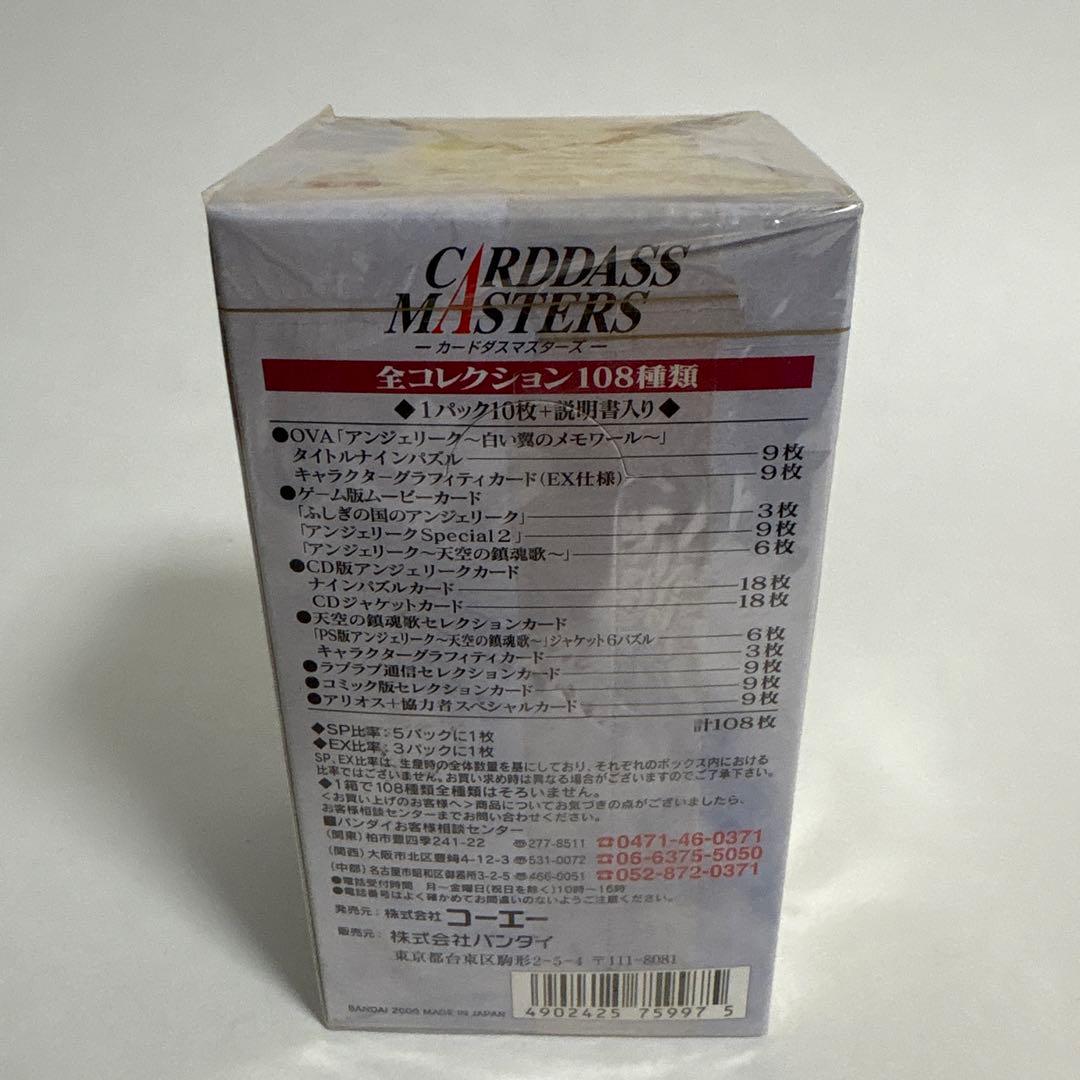 CARDDASS
MASTERS
ーカードダスマスターズー
全コレクション108種類
◆1パック10枚+説明書入り◆
●OVA「アンジェリーク〜白い翼のメモワール〜」
タイトルナインパズル 9枚
キャラクターグラフィティカード(EX仕様) 9枚
●ゲーム版ムービーカード
「ふしぎの国のアンジェリーク」 3枚
「アンジェリークSpecial2」 9枚
「アンジェリーク〜天空の鎮魂歌〜」 6枚
●CD版アンジェリークカード
ナインパズルカード 18枚
CDジャケットカード 18枚
●天空の鎮魂歌セレクションカード
「PS版アンジェリーク〜天空の鎮魂歌〜」ジャケット6パズル 6枚
キャラクターグラフィティカード 3枚
●ラブラブ通信セレクションカード 9枚
●コミック版セレクションカード 9枚
●アリオス+協力者スペシャルカード 9枚
計108枚
◆SP比率:5パックに1枚
◆EX比率:3パックに1枚
SP、EX比率は、生産時の全体数量を基にしており、それぞれのボックス内における
比率ではございません。お買い求め時は異なる場合がございますのでご了承下さい。
◆1箱で108種類全種類はそろいません。
<お買い上げのお客様へ>商品についてお気づきの点がございましたら、
お客様相談センターまでお問い合わせください。
■バンダイお客様相談センター
(関東)柏市豊四季241-22 〠277-8511 ☎0471-46-0371
(関西)大阪市北区豊崎4-12-3 〠531-0072 ☎06-6375-5050
(中部)名古屋市昭和区御器所3-2-5 〠466-0051 ☎052-872-0371
●電話受付時間 月〜金曜日(祝日を除く)10時〜16時
●電話番号はよく確かめてお間違いのないようご注意ください。
発売元:株式会社コーエー
販売元:株式会社バンダイ
東京都台東区駒形2-5-4 〒111-8081
BANDAI 2000 MADE IN JAPAN
4902425 75997 5